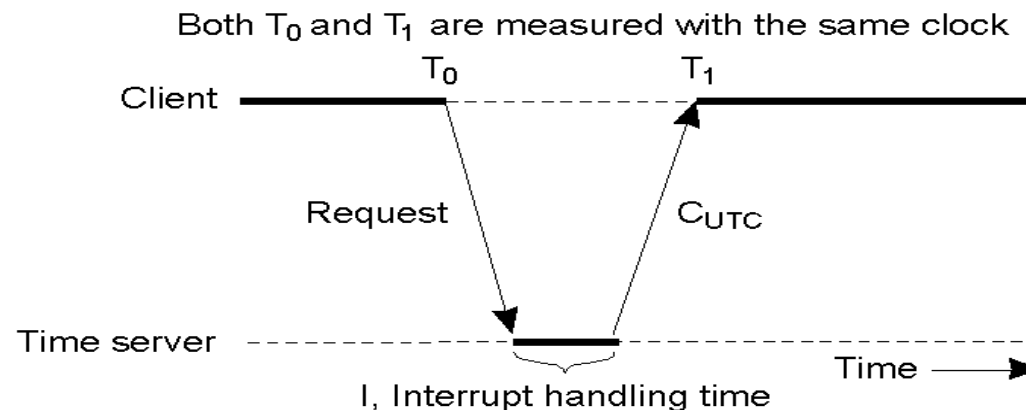 Both T₀ and T₁ are measured with the same clock
T₀
T₁
Client
Request
C_UTC
Time server
Time
I, Interrupt handling time